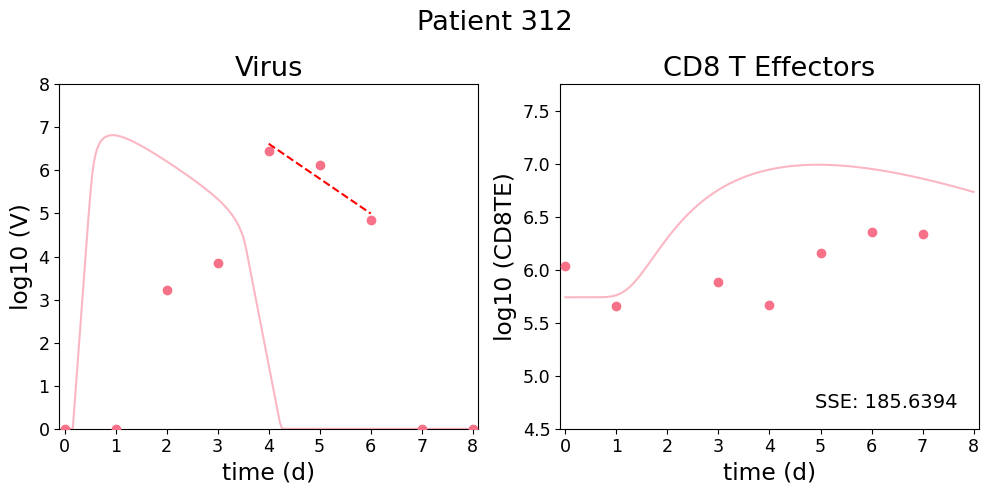 Patient 312
Virus
log10 (V)
8
7
6
5
4
3
2
1
0
0 1 2 3 4 5 6 7 8
time (d)
CD8 T Effectors
log10 (CD8TE)
7.5
7.0
6.5
6.0
5.5
5.0
4.5
SSE: 185.6394
0 1 2 3 4 5 6 7 8
time (d)